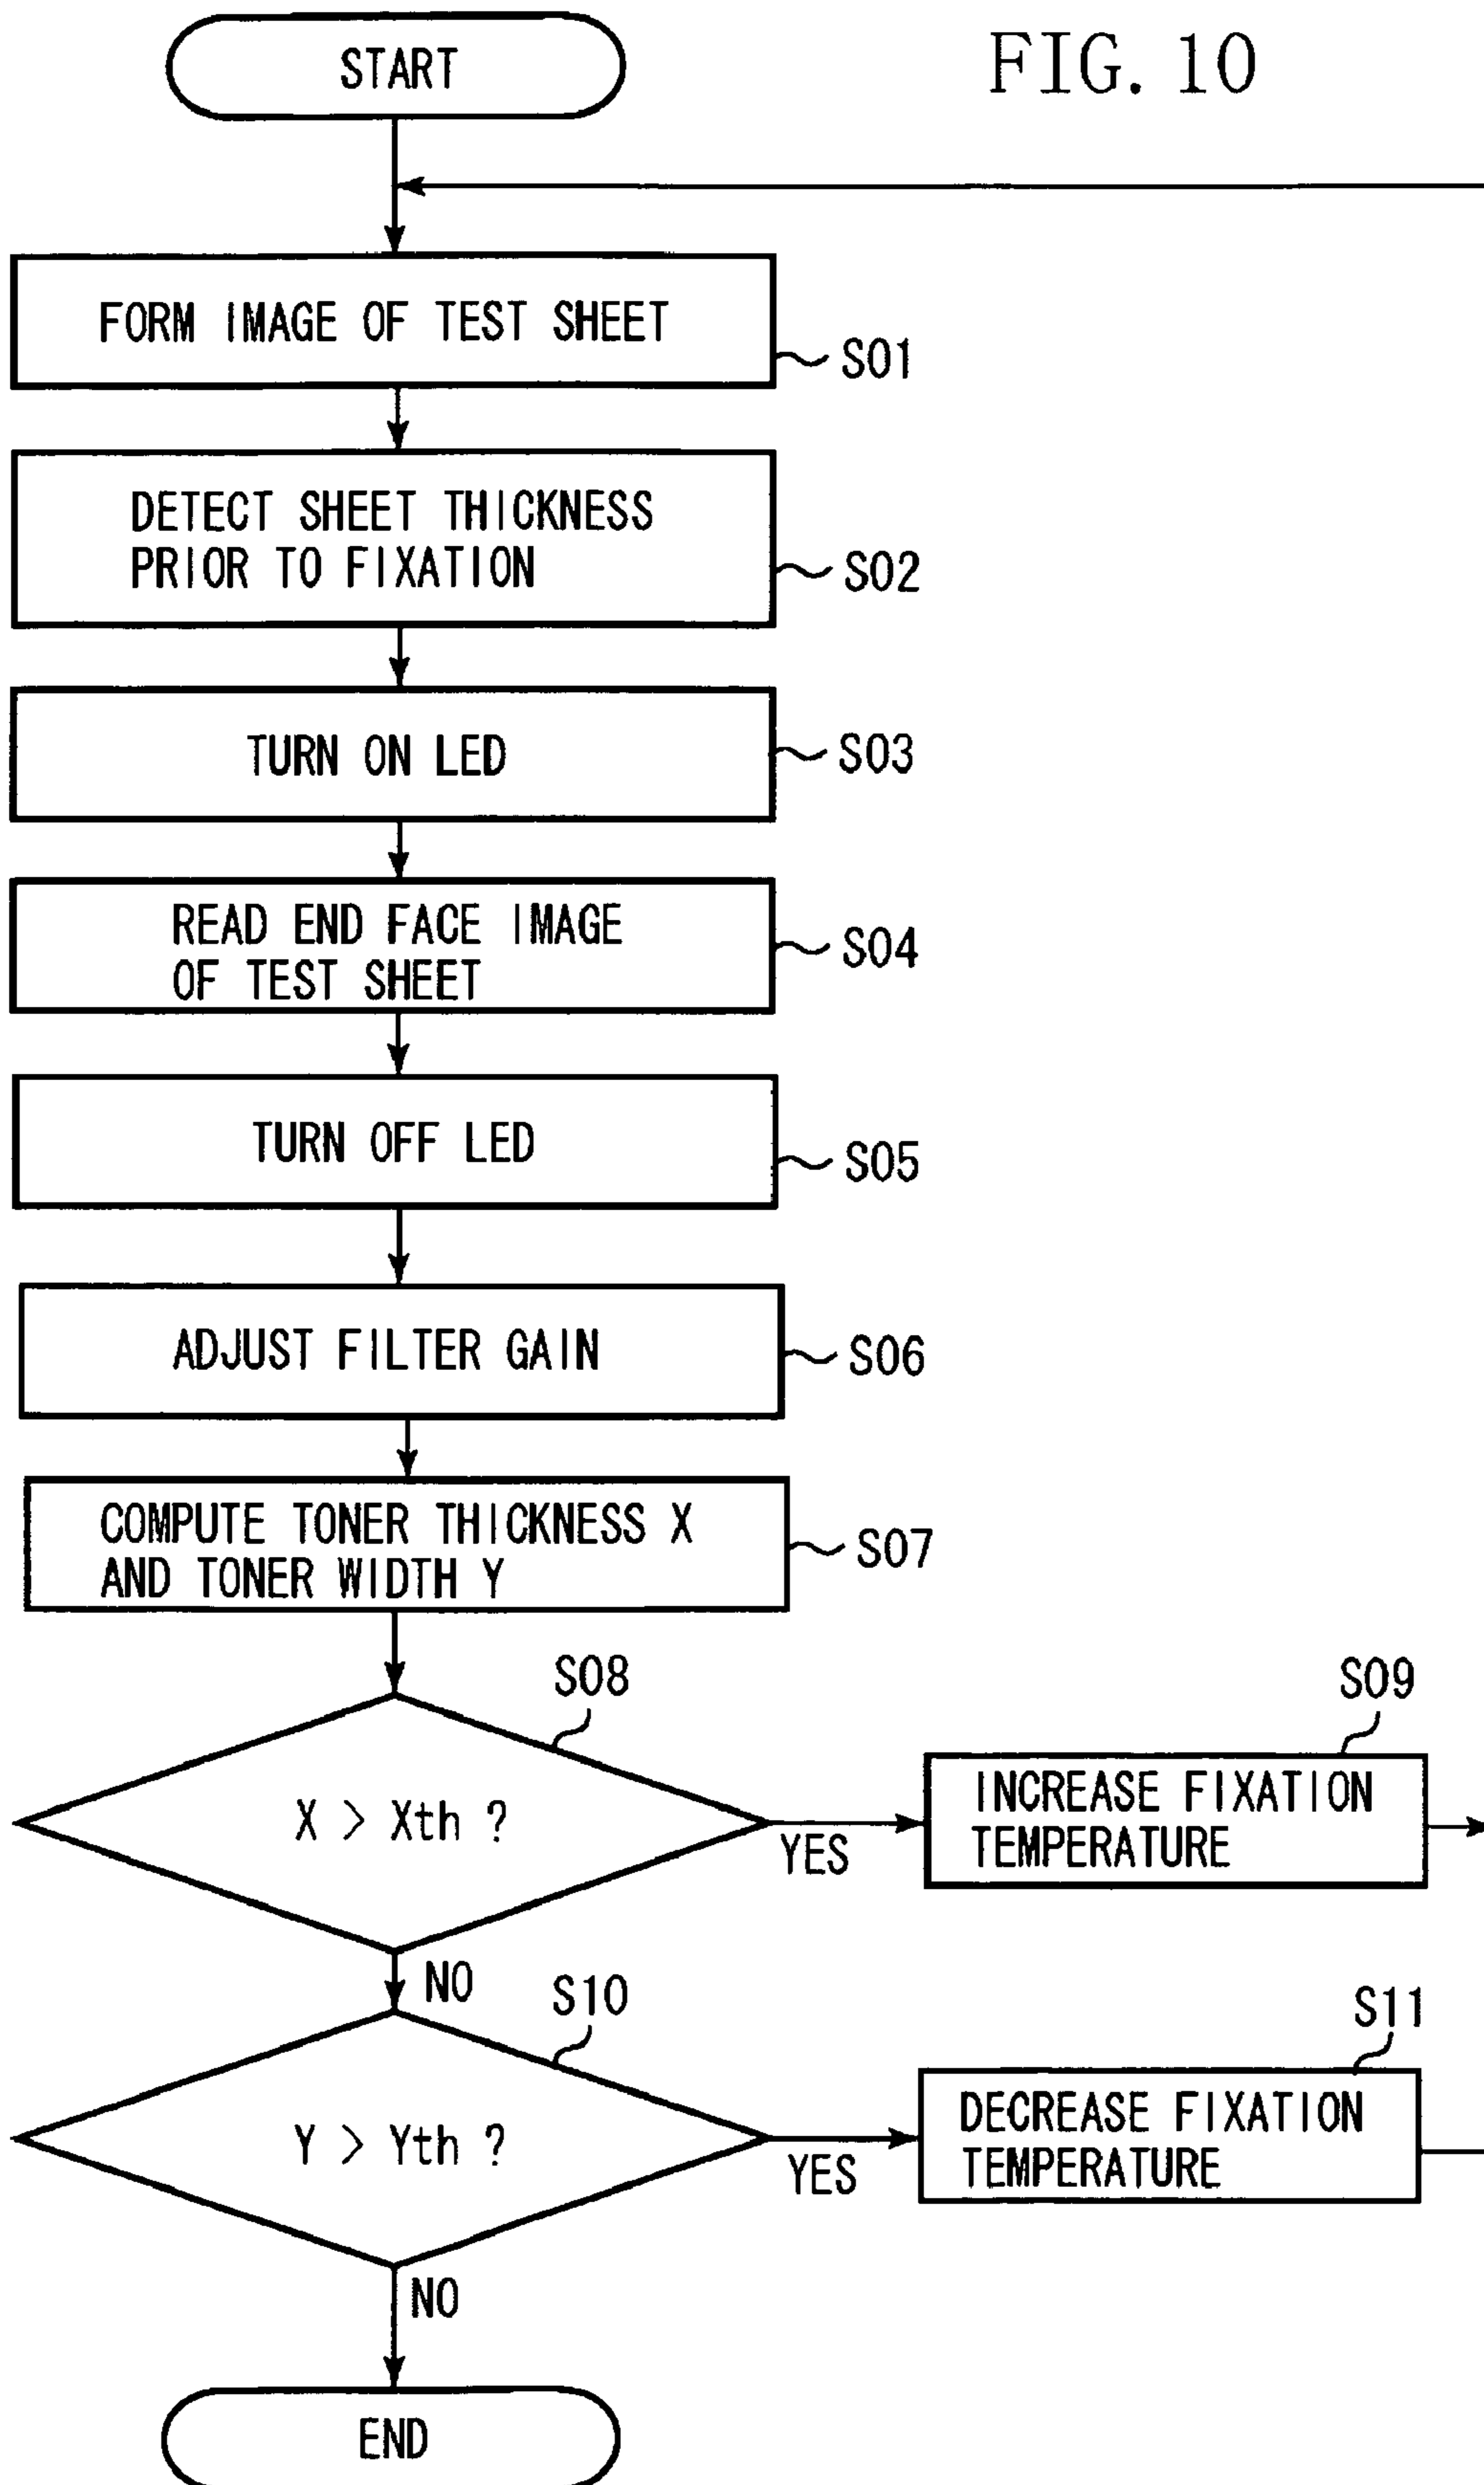 FIG. 10
START
FORM IMAGE OF TEST SHEET
S01
DETECT SHEET THICKNESS
PRIOR TO FIXATION
S02
TURN ON LED
S03
READ END FACE IMAGE
OF TEST SHEET
S04
TURN OFF LED
S05
ADJUST FILTER GAIN
S06
COMPUTE TONER THICKNESS X
AND TONER WIDTH Y
S07
S08
X > Xth ?
YES
S09
INCREASE FIXATION
TEMPERATURE
NO
S10
Y > Yth ?
YES
S11
DECREASE FIXATION
TEMPERATURE
NO
END